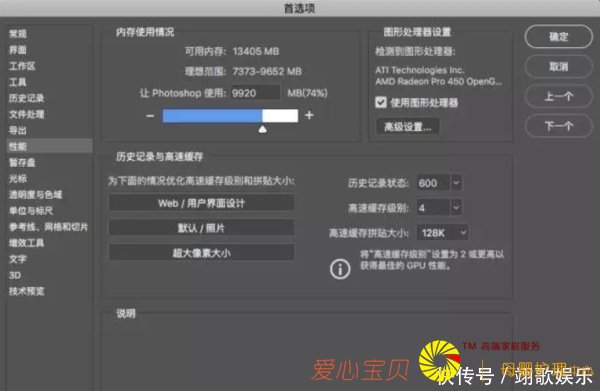 首选项
常规
界面
工作区
工具
历史记录
文件处理
导出
性能
暂存盘
光标
透明度与色域
单位与标尺
参考线、网格和切片
增效工具
文字
3D
技术预览
内存使用情况
可用内存: 13405 MB
理想范围: 7373-9652 MB
让 Photoshop 使用: 9920 MB(74%)
− +
图形处理器设置
检测到图形处理器:
ATI Technologies Inc.
AMD Radeon Pro 450 OpenG...
使用图形处理器
高级设置...
确定
取消
上一个
下一个
历史记录与高速缓存
为下面的情况优化高速缓存级别和拼贴大小:
Web / 用户界面设计
默认 / 照片
超大像素大小
历史记录状态: 600
高速缓存级别: 4
高速缓存拼贴大小: 128K
将“高速缓存级别”设置为 2 或更高以
获得最佳的 GPU 性能。
说明
爱心宝贝
TM 高端家庭服务
母婴护理中心
快传号 / 翊歌娱乐